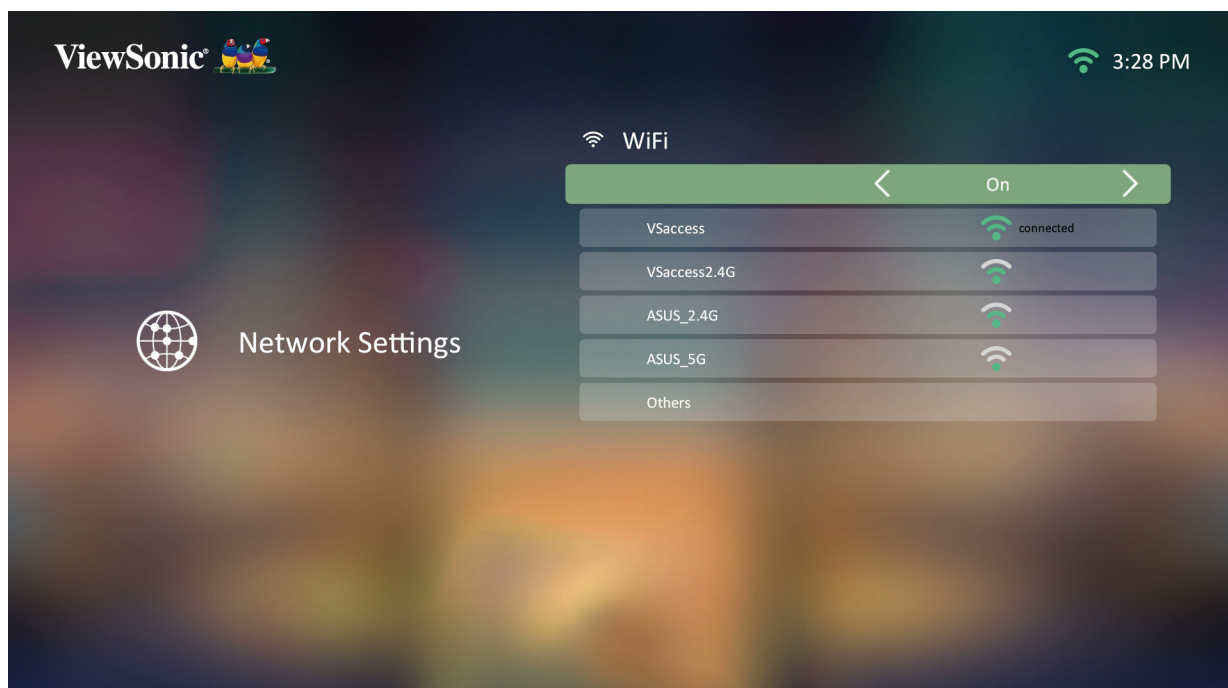 ViewSonic®
3:28 PM
WiFi
On
VSaccess
connected
VSaccess2.4G
ASUS_2.4G
Network Settings
ASUS_5G
Others